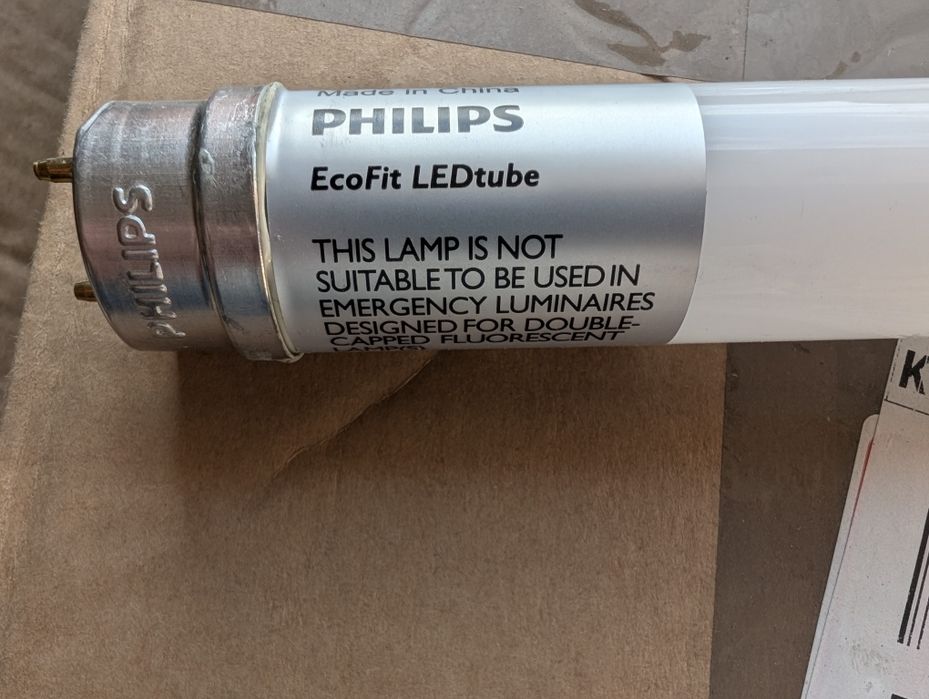 Made in China
PHILIPS
EcoFit LEDtube
THIS LAMP IS NOT
SUITABLE TO BE USED IN
EMERGENCY LUMINAIRES
DESIGNED FOR DOUBLE-
CAPPED FLUORESCENT
LAMP(S)
PHILIPS
K